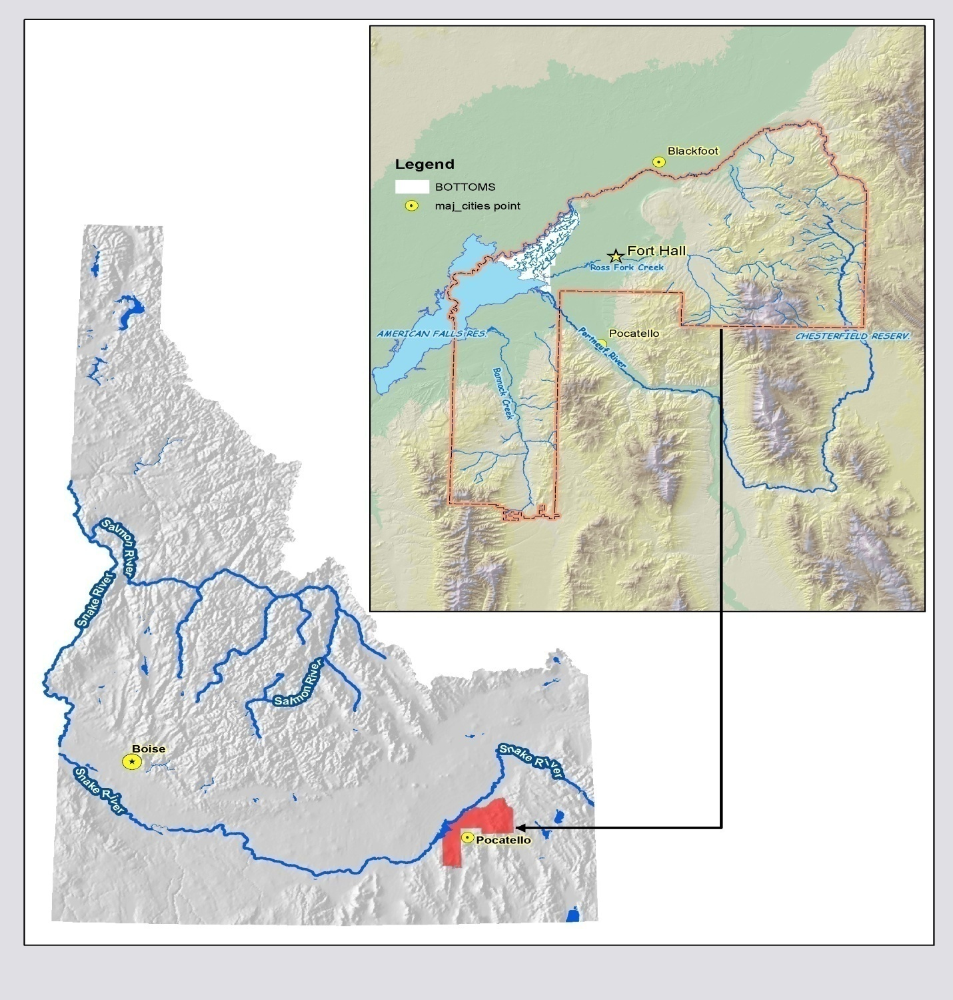 Blackfoot
Legend
BOTTOMS
maj_cities point
Fort Hall
Ross Fork Creek
AMERICAN FALLS RES.
Pocatello
CHESTERFIELD RESERV.
Portneuf River
Bannock Creek
Salmon River
Snake River
Salmon River
Boise
Snake River
Snake River
Pocatello